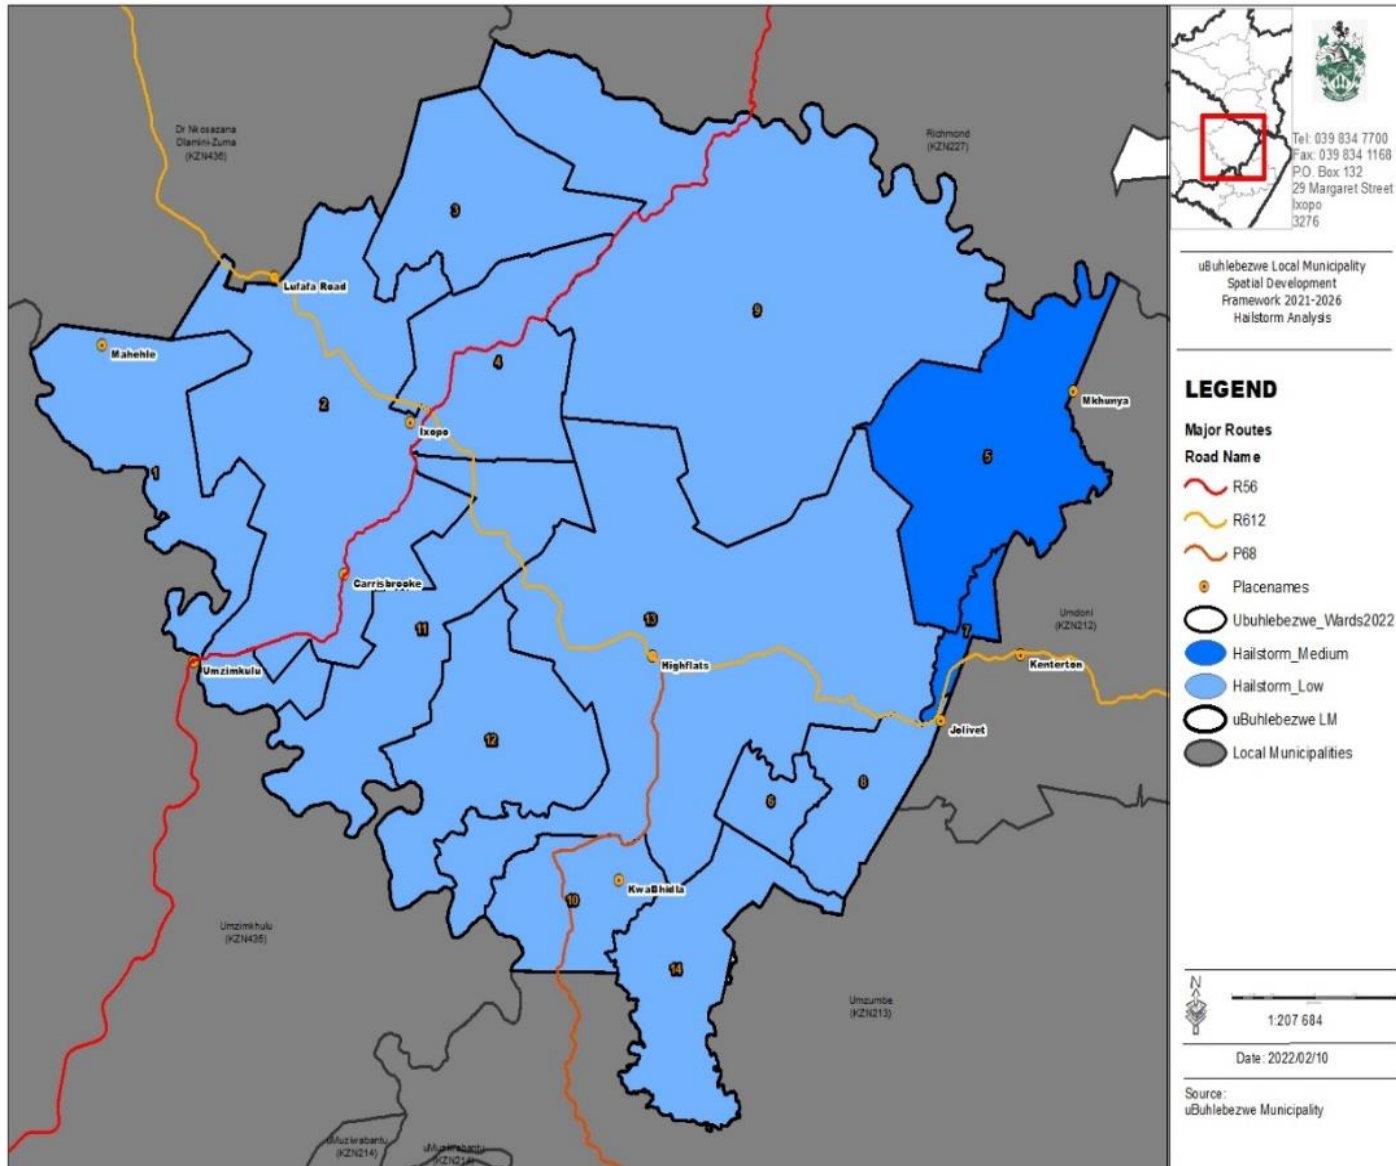 Dr Nkosazana
Dlamini-Zuma
(KZN436)
Richmond
(KZN227)
3
Lufafa Road
9
Mahehle
4
2
Mkhunya
Ixopo
5
1
Carrisbrooke
Umdoni
(KZN212)
13
11
7
Highflats
Kenterton
Umzimkulu
Jolivet
12
8
6
KwaBhidla
10
Umzimkhulu
(KZN435)
14
Umzumbe
(KZN213)
uMuziwabantu
(KZN214)
uMuziwabantu
(KZN214)
Tel: 039 834 7700
Fax: 039 834 1168
P.O. Box 132
29 Margaret Street
Ixopo
3276
uBuhlebezwe Local Municipality
Spatial Development
Framework 2021-2026
Hailstorm Analysis
LEGEND
Major Routes
Road Name
R56
R612
P68
Placenames
Ubuhlebezwe_Wards2022
Hailstorm_Medium
Hailstorm_Low
uBuhlebezwe LM
Local Municipalities
N
1:207 684
Date: 2022/02/10
Source:
uBuhlebezwe Municipality